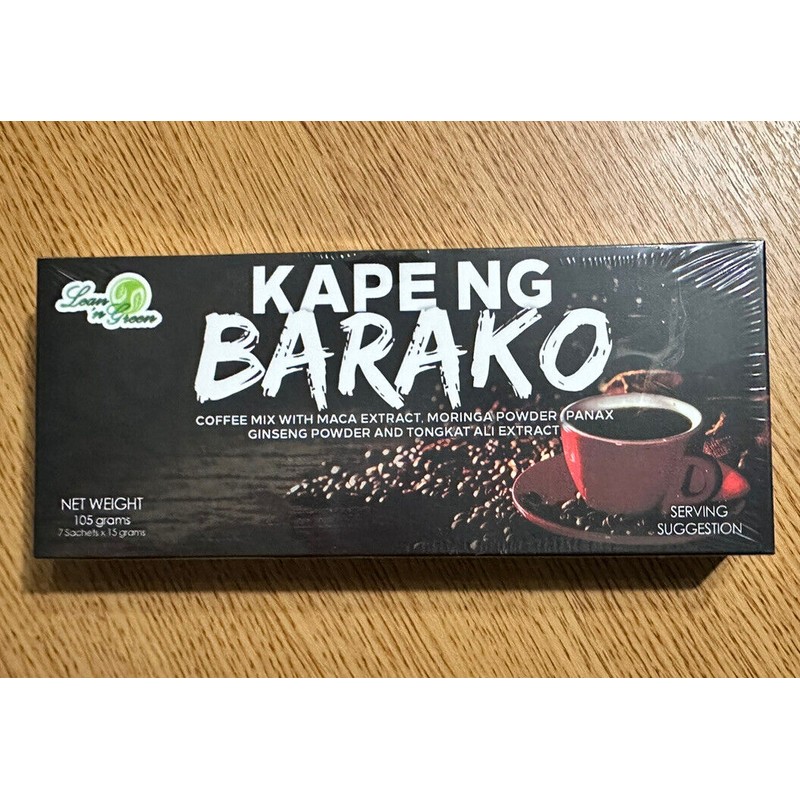 Lean
'n Green
KAPE NG
BARAKO
COFFEE MIX WITH MACA EXTRACT, MORINGA POWDER, PANAX
GINSENG POWDER AND TONGKAT ALI EXTRACT
NET WEIGHT
105 grams
7 Sachets x 15 grams
SERVING
SUGGESTION